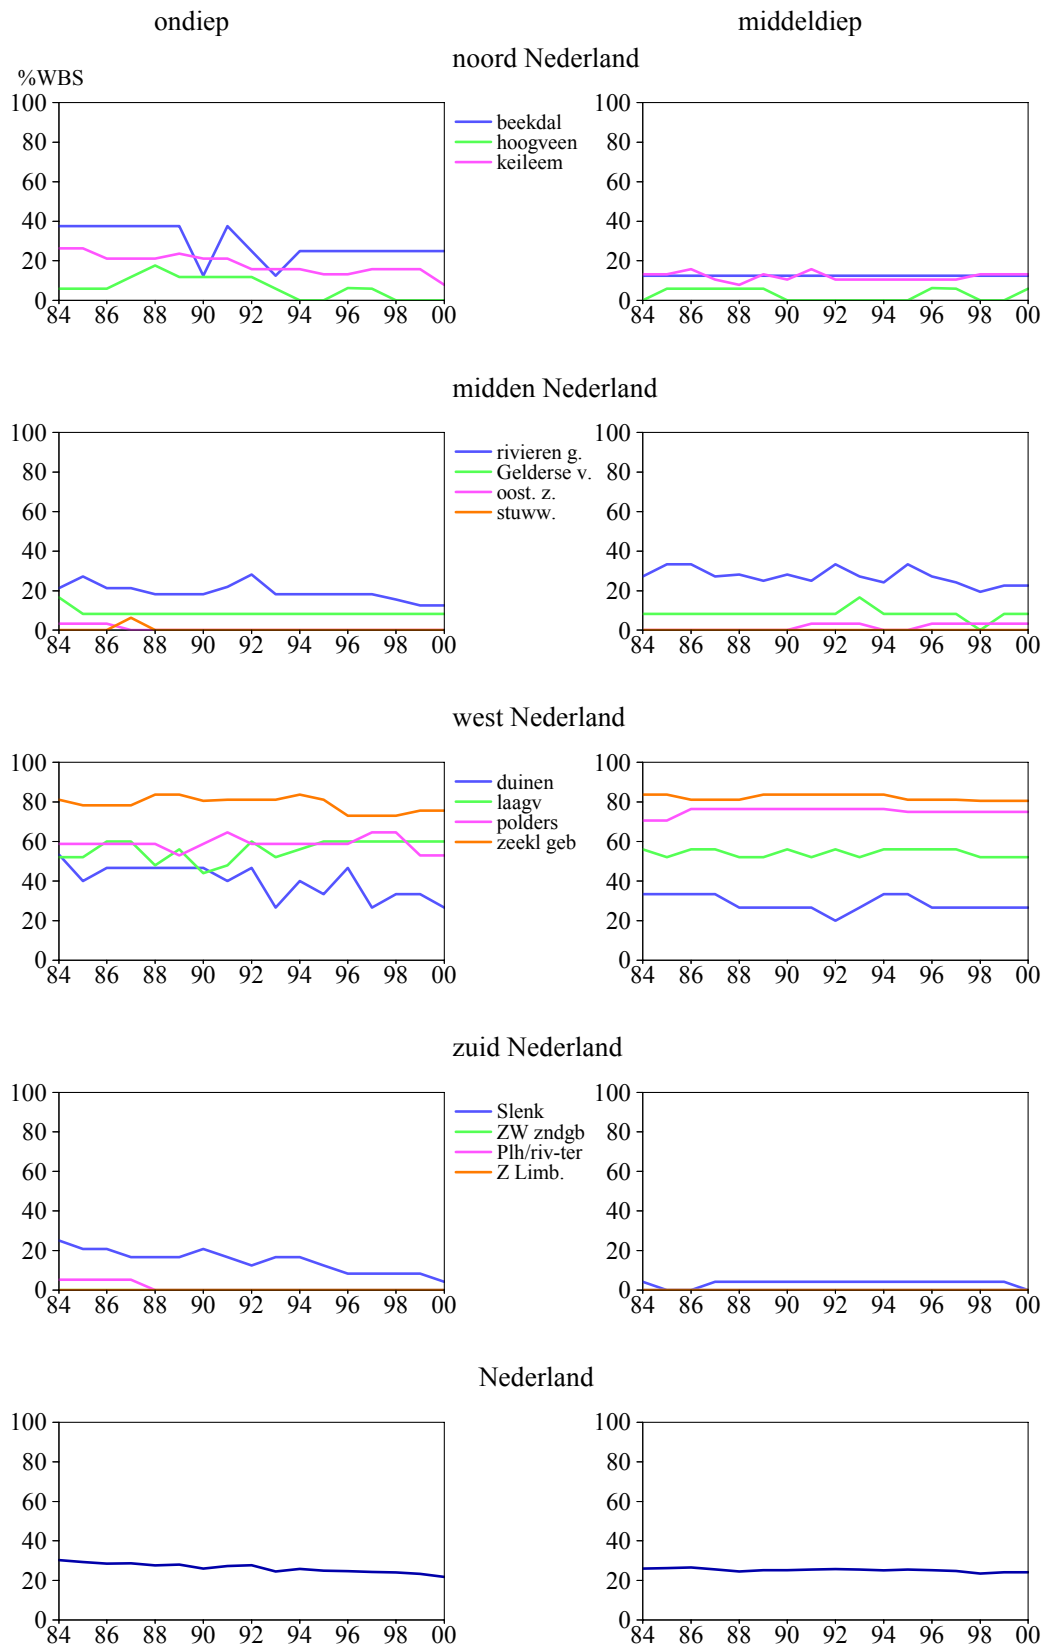 ondiep middeldiep
noord Nederland
%WBS
100 100
beekdal
80 80
hoogveen
keileem
60 60
40 40
20 20
0 0
84 86 88 90 92 94 96 98 00 84 86 88 90 92 94 96 98 00
midden Nederland
100 100
rivieren g.
80 80
Gelderse v.
oost. z.
60 60
stuww.
40 40
20 20
0 0
84 86 88 90 92 94 96 98 00 84 86 88 90 92 94 96 98 00
west Nederland
100 100
duinen
80 80
laagv
polders
60 60
zeekl geb
40 40
20 20
0 0
84 86 88 90 92 94 96 98 00 84 86 88 90 92 94 96 98 00
zuid Nederland
100 100
Slenk
80 80
ZW zndgb
Plh/riv-ter
60 60
Z Limb.
40 40
20 20
0 0
84 86 88 90 92 94 96 98 00 84 86 88 90 92 94 96 98 00
Nederland
100 100
80 80
60 60
40 40
20 20
0 0
84 86 88 90 92 94 96 98 00 84 86 88 90 92 94 96 98 00